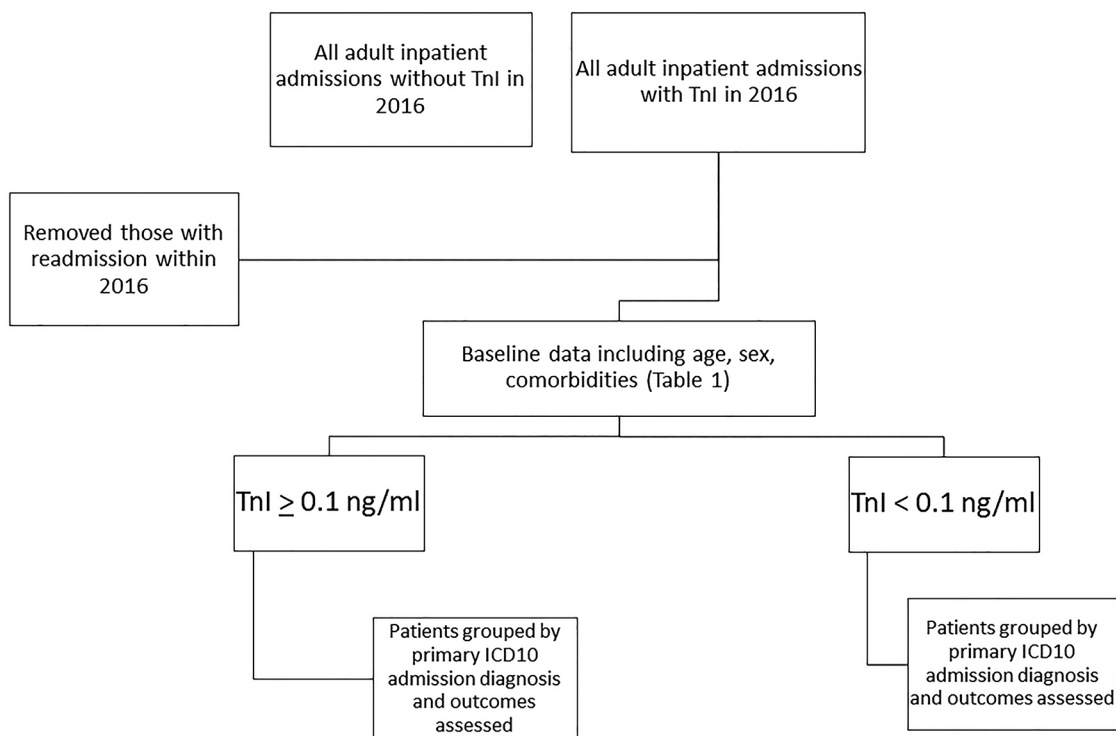 All adult inpatient
admissions without TnI in
2016
All adult inpatient admissions
with TnI in 2016
Removed those with
readmission within
2016
Baseline data including age, sex,
comorbidities (Table 1)
TnI ≥ 0.1 ng/ml
TnI < 0.1 ng/ml
Patients grouped by
primary ICD10
admission diagnosis
and outcomes
assessed
Patients grouped by
primary ICD10
admission diagnosis
and outcomes assessed